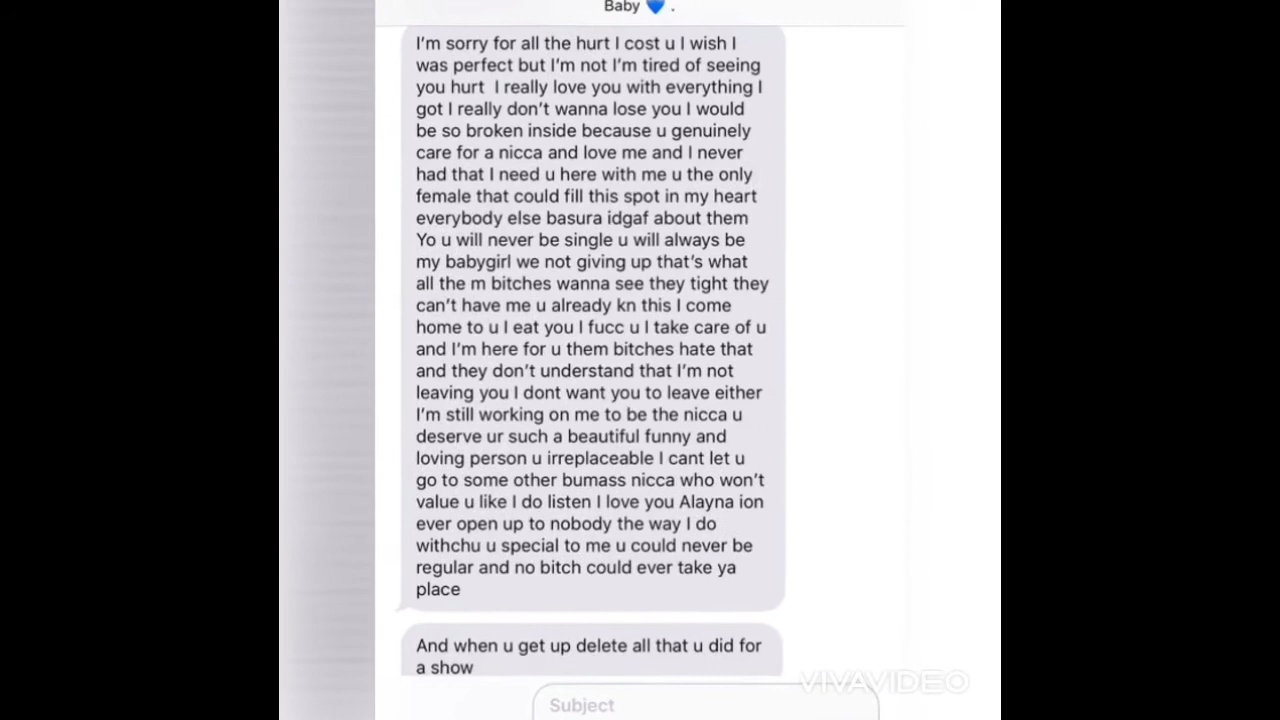 Baby 💙 .
I'm sorry for all the hurt I cost u I wish I
was perfect but I'm not I'm tired of seeing
you hurt  I really love you with everything I
got I really don't wanna lose you I would
be so broken inside because u genuinely
care for a nicca and love me and I never
had that I need u here with me u the only
female that could fill this spot in my heart
everybody else basura idgaf about them
Yo u will never be single u will always be
my babygirl we not giving up that's what
all the m bitches wanna see they tight they
can't have me u already kn this I come
home to u I eat you I fucc u I take care of u
and I'm here for u them bitches hate that
and they don't understand that I'm not
leaving you I dont want you to leave either
I'm still working on me to be the nicca u
deserve ur such a beautiful funny and
loving person u irreplaceable I cant let u
go to some other bumass nicca who won't
value u like I do listen I love you Alayna ion
ever open up to nobody the way I do
withchu u special to me u could never be
regular and no bitch could ever take ya
place
And when u get up delete all that u did for
a show
VIVAVIDEO
Subject